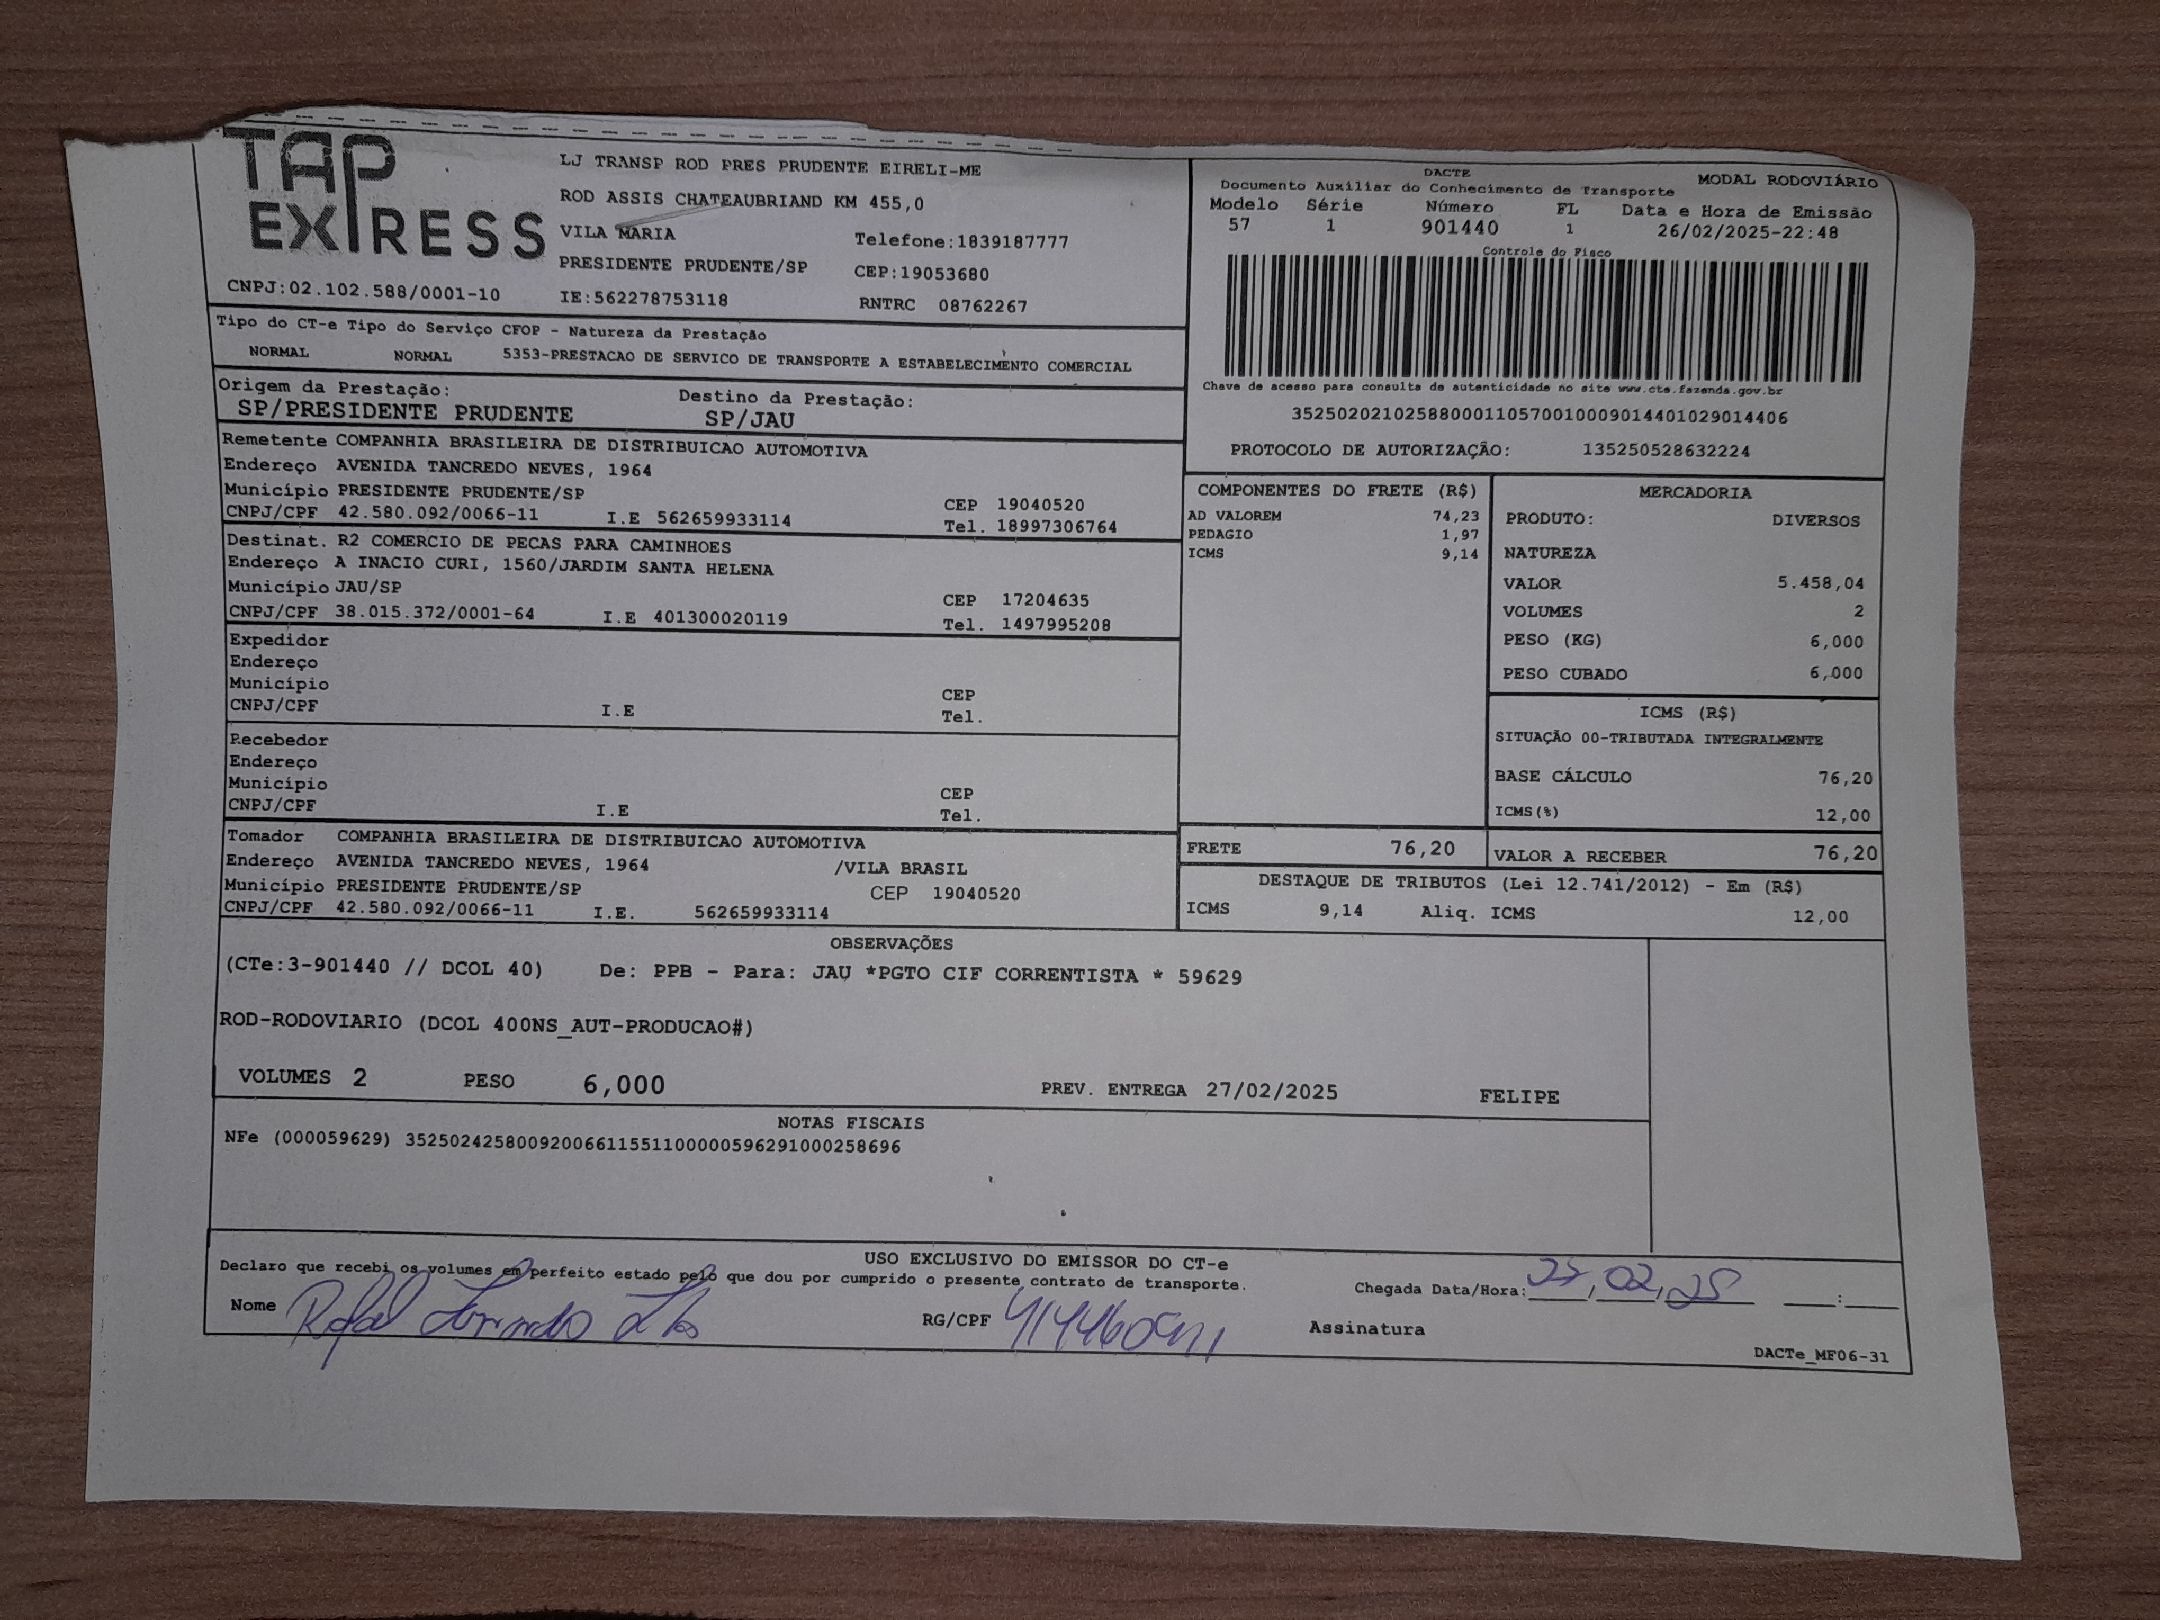 TAP
EXPRESS
CNPJ:02.102.588/0001-10
LJ TRANSP ROD PRES PRUDENTE EIRELI-ME
ROD ASSIS CHATEAUBRIAND KM 455,0
VILA MARIA Telefone:1839187777
PRESIDENTE PRUDENTE/SP CEP:19053680
IE:562278753118 RNTRC 08762267
DACTE MODAL RODOVIÁRIO
Documento Auxiliar do Conhecimento de Transporte
Modelo Série Número FL Data e Hora de Emissão
57 1 901440 1 26/02/2025-22:48
Controle do Fisco
Chave de acesso para consulta de autenticidade no site www.cte.fazenda.gov.br
35250202102588000110570010009014401029014406
PROTOCOLO DE AUTORIZAÇÃO: 135250528632224
Tipo do CT-e Tipo do Serviço CFOP - Natureza da Prestação
NORMAL NORMAL 5353-PRESTACAO DE SERVICO DE TRANSPORTE A ESTABELECIMENTO COMERCIAL
Origem da Prestação: Destino da Prestação:
SP/PRESIDENTE PRUDENTE SP/JAU
Remetente COMPANHIA BRASILEIRA DE DISTRIBUICAO AUTOMOTIVA
Endereço AVENIDA TANCREDO NEVES, 1964
Município PRESIDENTE PRUDENTE/SP CEP 19040520
CNPJ/CPF 42.580.092/0066-11 I.E 562659933114 Tel. 18997306764
Destinat. R2 COMERCIO DE PECAS PARA CAMINHOES
Endereço A INACIO CURI, 1560/JARDIM SANTA HELENA
Município JAU/SP CEP 17204635
CNPJ/CPF 38.015.372/0001-64 I.E 401300020119 Tel. 1497995208
Expedidor
Endereço
Município CEP
CNPJ/CPF I.E Tel.
Recebedor
Endereço
Município CEP
CNPJ/CPF I.E Tel.
Tomador COMPANHIA BRASILEIRA DE DISTRIBUICAO AUTOMOTIVA
Endereço AVENIDA TANCREDO NEVES, 1964 /VILA BRASIL
Município PRESIDENTE PRUDENTE/SP CEP 19040520
CNPJ/CPF 42.580.092/0066-11 I.E. 562659933114
COMPONENTES DO FRETE (R$)
AD VALOREM 74,23
PEDAGIO 1,97
ICMS 9,14
FRETE 76,20
MERCADORIA
PRODUTO: DIVERSOS
NATUREZA
VALOR 5.458,04
VOLUMES 2
PESO (KG) 6,000
PESO CUBADO 6,000
ICMS (R$)
SITUAÇÃO 00-TRIBUTADA INTEGRALMENTE
BASE CÁLCULO 76,20
ICMS(%) 12,00
VALOR A RECEBER 76,20
DESTAQUE DE TRIBUTOS (Lei 12.741/2012) - Em (R$)
ICMS 9,14 Aliq. ICMS 12,00
OBSERVAÇÕES
(CTe:3-901440 // DCOL 40) De: PPB - Para: JAU *PGTO CIF CORRENTISTA * 59629
ROD-RODOVIARIO (DCOL 400NS_AUT-PRODUCAO#)
VOLUMES 2 PESO 6,000 PREV. ENTREGA 27/02/2025 FELIPE
NOTAS FISCAIS
NFe (000059629) 35250242580092006611551100000596291000258696
USO EXCLUSIVO DO EMISSOR DO CT-e
Declaro que recebi os volumes em perfeito estado pelo que dou por cumprido o presente contrato de transporte.
Chegada Data/Hora: 27,02,25 :
Nome RG/CPF Assinatura
DACTe_MF06-31